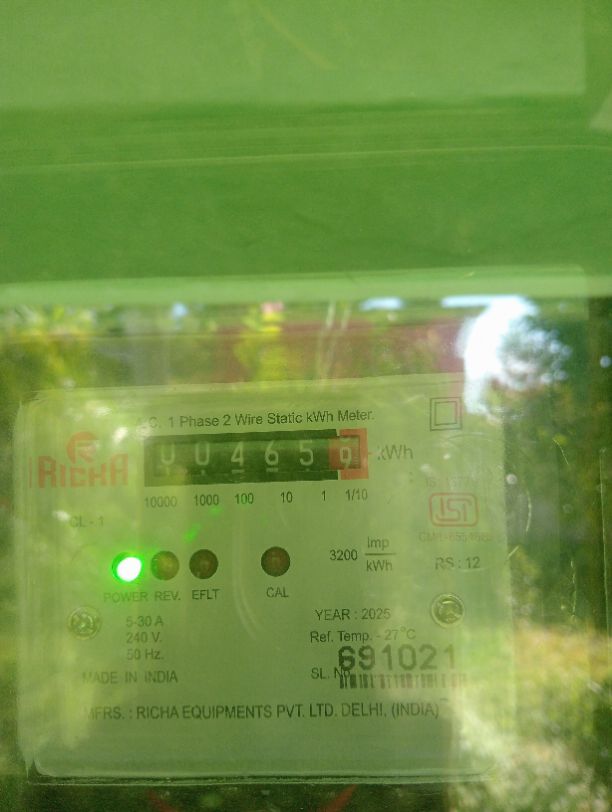 A.C. 1 Phase 2 Wire Static kWh Meter.
RICHA
0 0 4 6 5 kWh
10000 1000 100 10 1 1/10
CL - 1
3200 Imp/kWh
RS : 12
POWER REV. EFLT CAL
5-30 A
240 V.
50 Hz.
YEAR : 2025
Ref. Temp. - 27°C
MADE IN INDIA
SL. No. 691021
MFRS. : RICHA EQUIPMENTS PVT. LTD. DELHI, (INDIA)